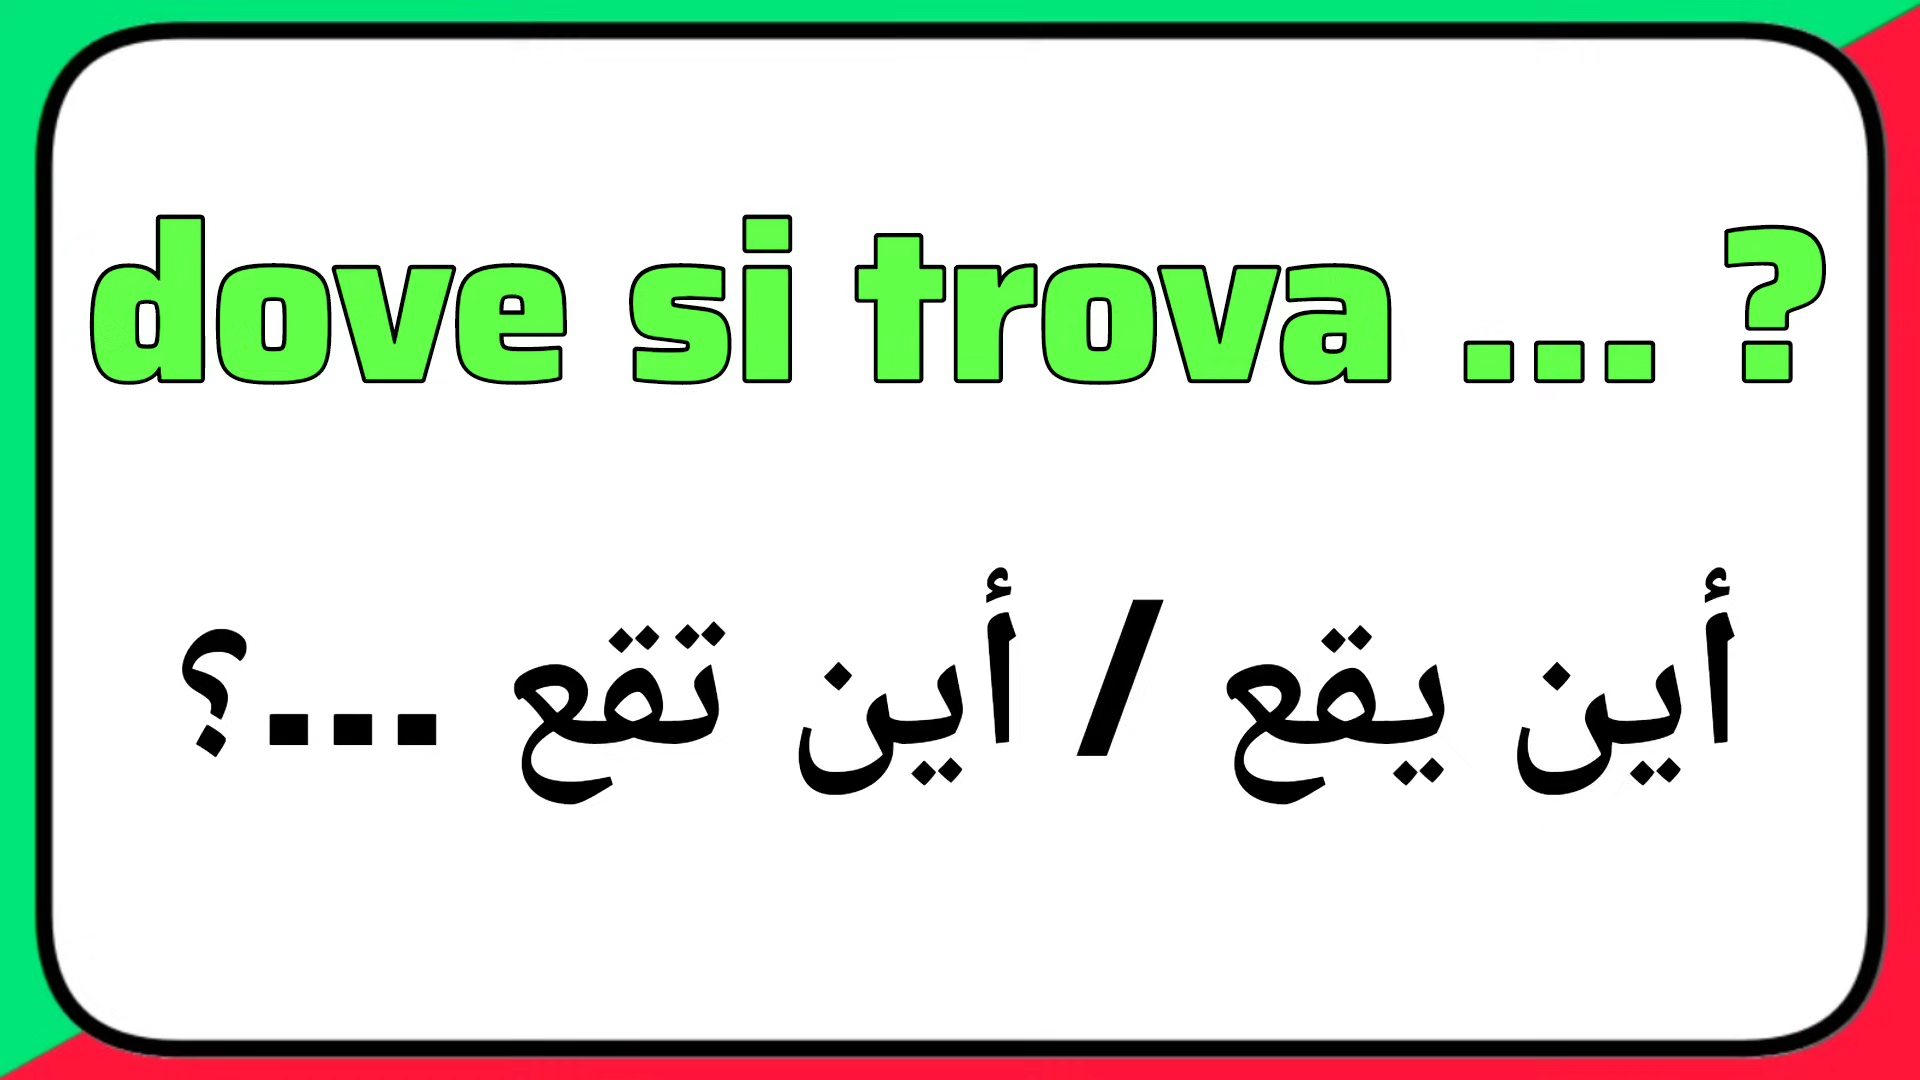 dove si trova ... ?
أين يقع / أين تقع ...؟